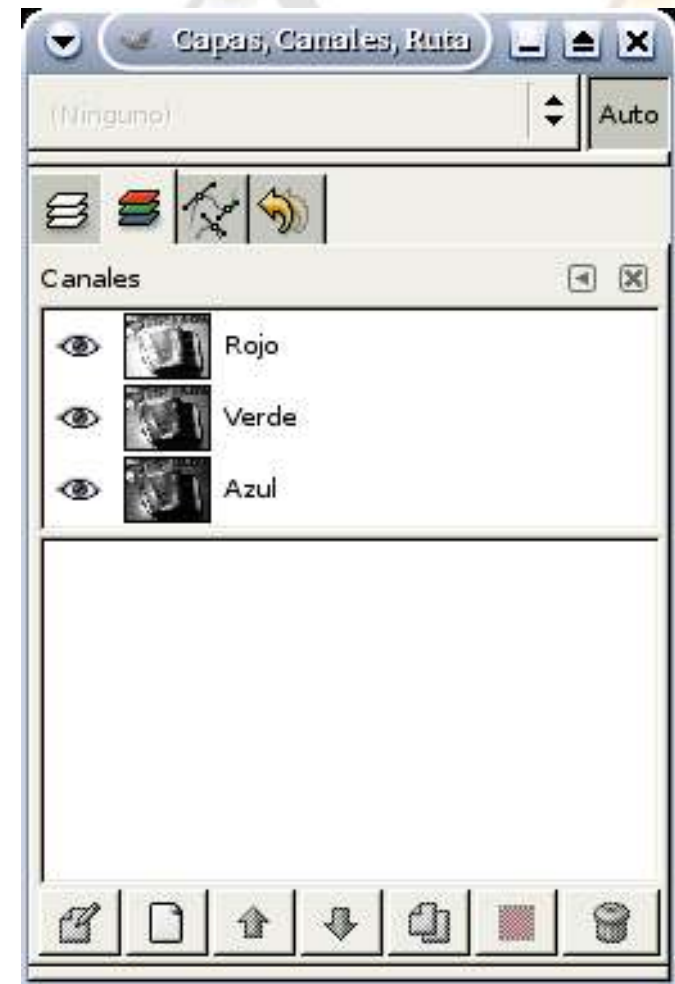 Capas, Canales, Ruta
(Ninguno)
Auto
Canales
Rojo
Verde
Azul